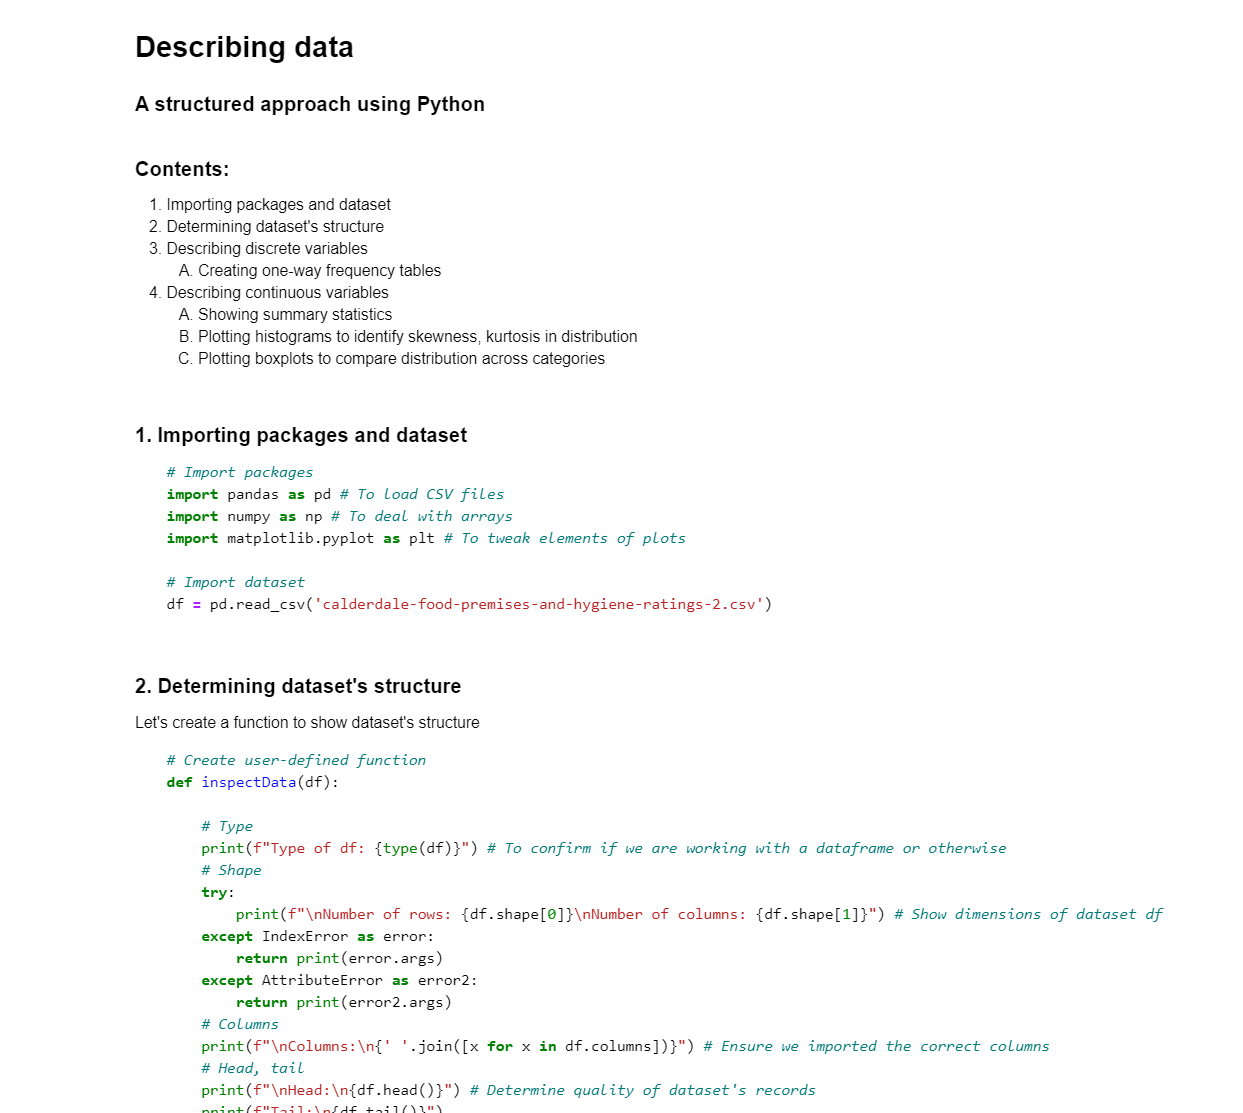 Describing data
A structured approach using Python
Contents:
1. Importing packages and dataset
2. Determining dataset's structure
3. Describing discrete variables
A. Creating one-way frequency tables
4. Describing continuous variables
A. Showing summary statistics
B. Plotting histograms to identify skewness, kurtosis in distribution
C. Plotting boxplots to compare distribution across categories
1. Importing packages and dataset
# Import packages
import pandas as pd # To load CSV files
import numpy as np # To deal with arrays
import matplotlib.pyplot as plt # To tweak elements of plots
# Import dataset
df = pd.read_csv('calderdale-food-premises-and-hygiene-ratings-2.csv')
2. Determining dataset's structure
Let's create a function to show dataset's structure
# Create user-defined function
def inspectData(df):
# Type
print(f"Type of df: {type(df)}") # To confirm if we are working with a dataframe or otherwise
# Shape
try:
print(f"\nNumber of rows: {df.shape[0]}\nNumber of columns: {df.shape[1]}") # Show dimensions of dataset df
except IndexError as error:
return print(error.args)
except AttributeError as error2:
return print(error2.args)
# Columns
print(f"\nColumns:\n{' '.join([x for x in df.columns])}") # Ensure we imported the correct columns
# Head, tail
print(f"\nHead:\n{df.head()}") # Determine quality of dataset's records
print(f"Tail:\n{df.tail()}")